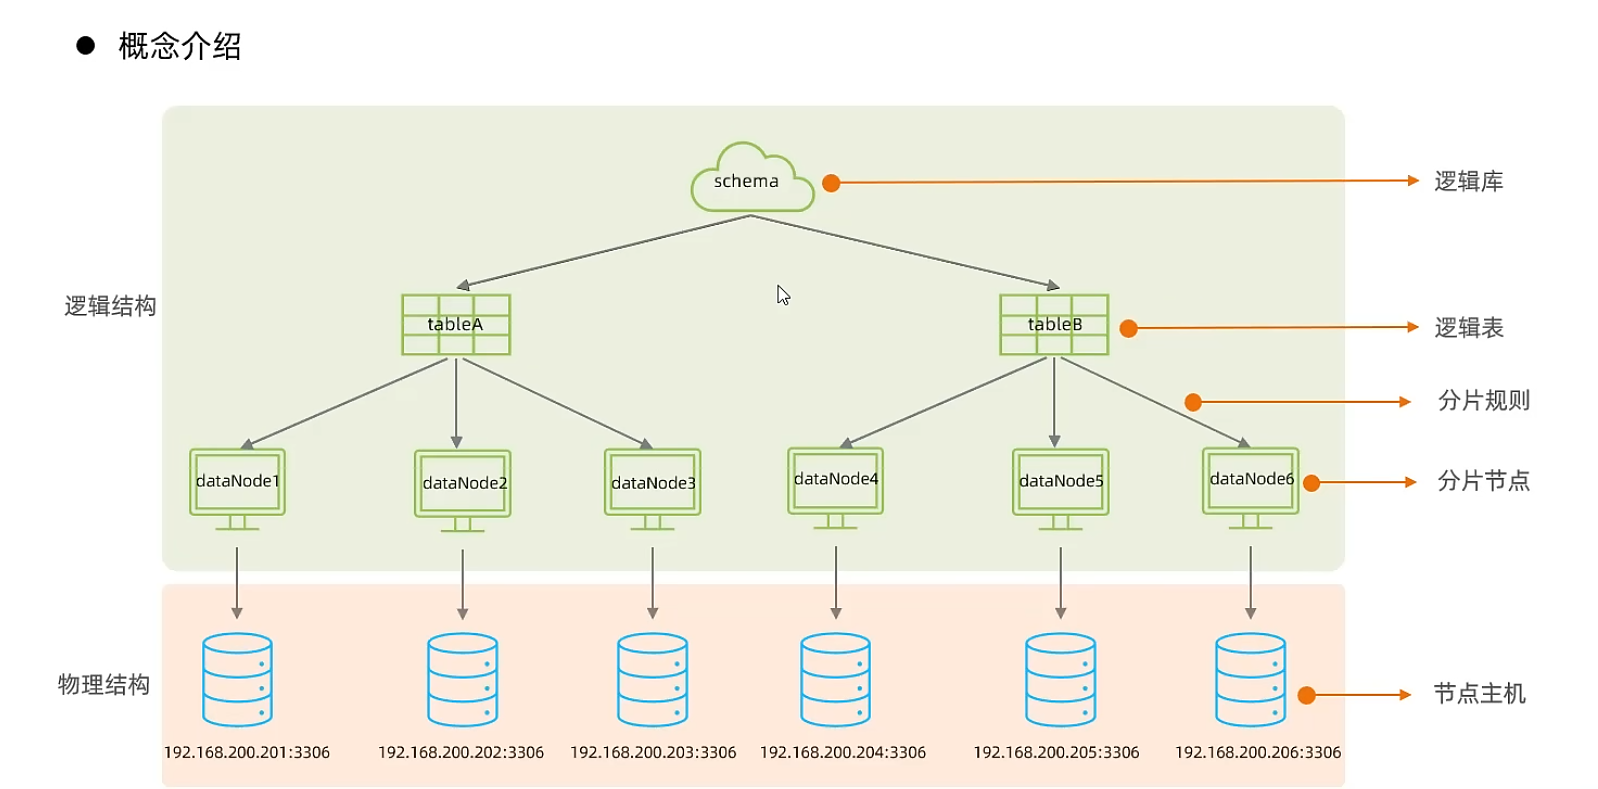 概念介绍
schema
逻辑库
逻辑结构
tableA
tableB
逻辑表
分片规则
dataNode1
dataNode2
dataNode3
dataNode4
dataNode5
dataNode6
分片节点
物理结构
节点主机
192.168.200.201:3306
192.168.200.202:3306
192.168.200.203:3306
192.168.200.204:3306
192.168.200.205:3306
192.168.200.206:3306